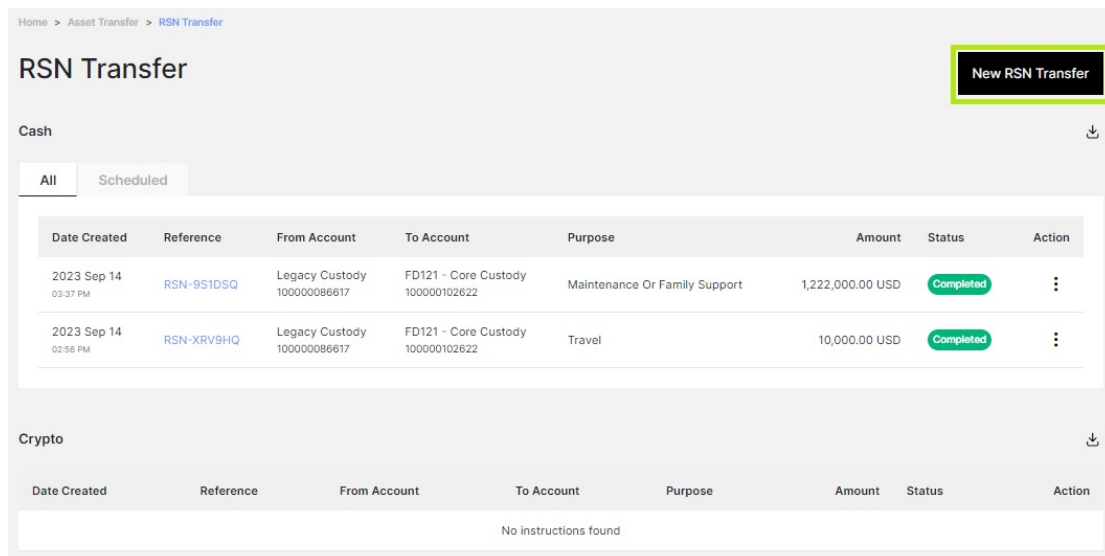 Home > Asset Transfer > RSN Transfer
RSN Transfer
New RSN Transfer
Cash
All Scheduled
Date Created Reference From Account To Account Purpose Amount Status Action
2023 Sep 14 RSN-9S1DSQ Legacy Custody FD121 - Core Custody Maintenance Or Family Support 1,222,000.00 USD Completed
03:37 PM 100000086617 100000102622
2023 Sep 14 RSN-XRV9HQ Legacy Custody FD121 - Core Custody Travel 10,000.00 USD Completed
02:56 PM 100000086617 100000102622
Crypto
Date Created Reference From Account To Account Purpose Amount Status Action
No instructions found